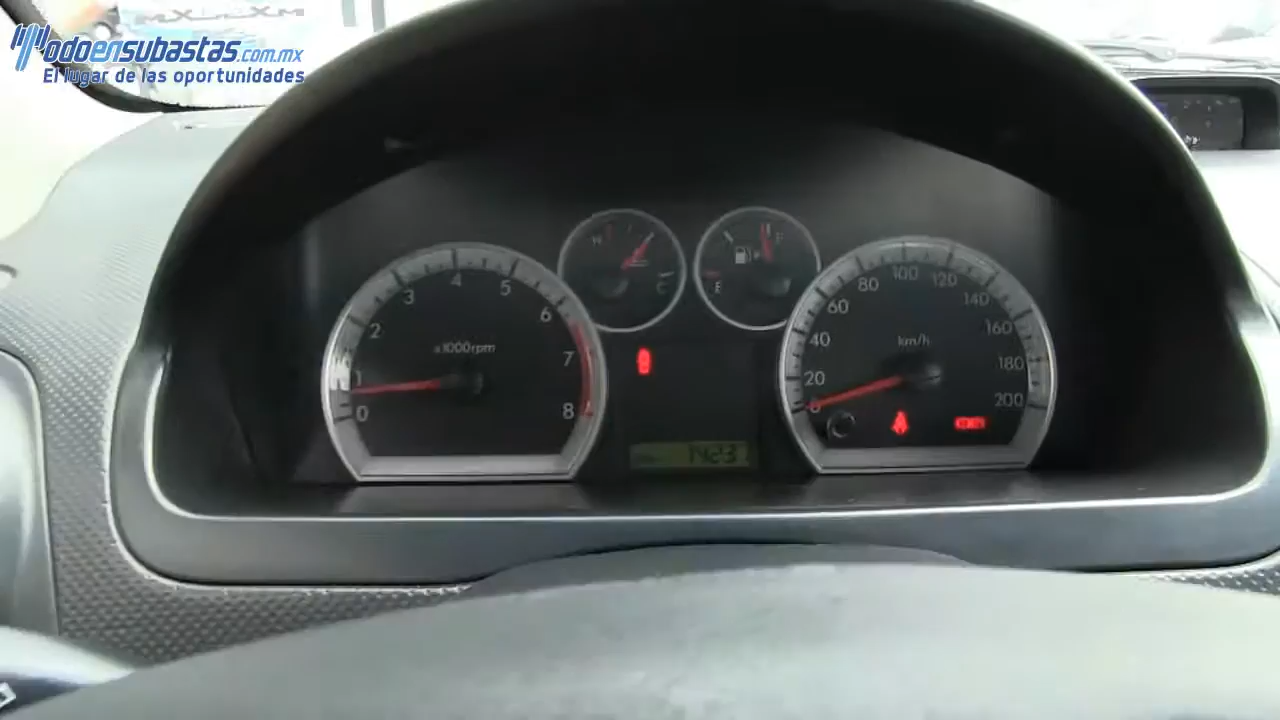 Todoensubastas.com.mx
El lugar de las oportunidades
H
C
F
E
0
1
2
3
4
5
6
7
8
x1000rpm
0
20
40
60
80
100
120
140
160
180
200
km/h